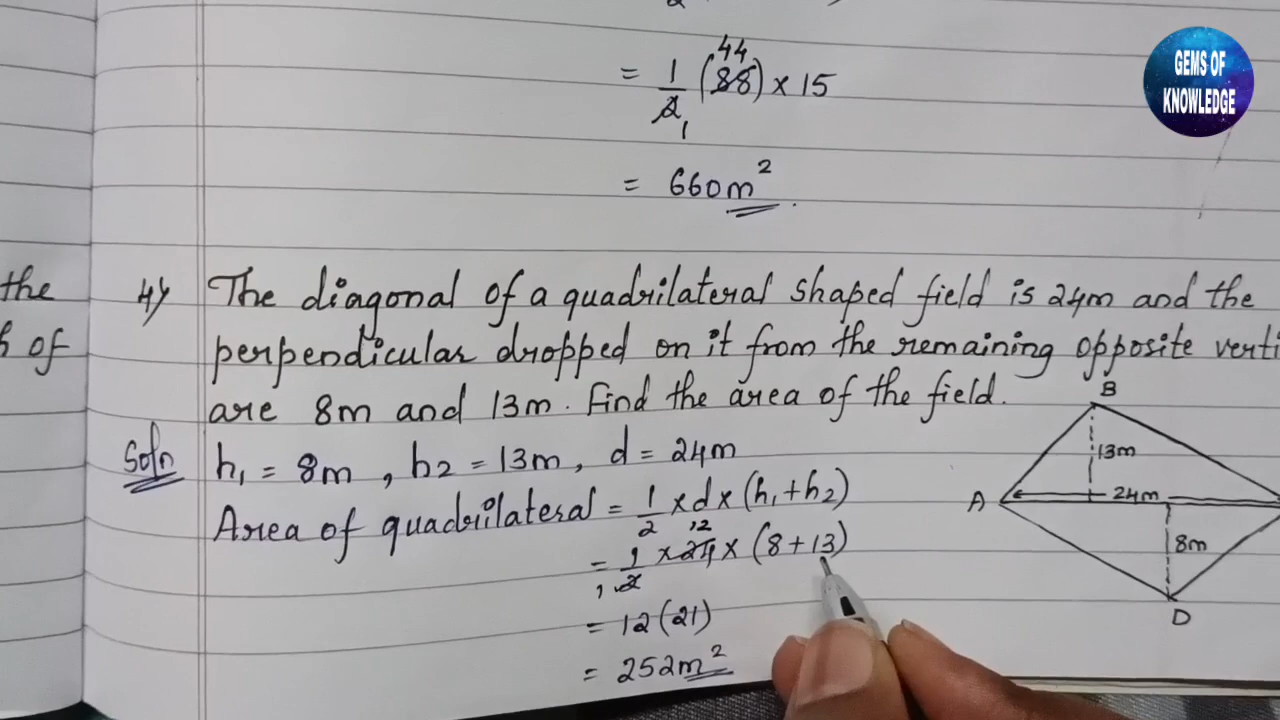 = 1/2 (88) × 15
44
1
= 660m²
GEMS OF
KNOWLEDGE
the
of
4) The diagonal of a quadrilateral shaped field is 24m and the
perpendicular dropped on it from the remaining opposite verti
are 8m and 13m. Find the area of the field.
Soln h₁ = 8m, h2 = 13m, d = 24m
Area of quadrilateral = 1/2 × d × (h₁ + h₂)
12
= 1/2 × 24 × (8 + 13)
1
= 12 (21)
= 252m²
B
13m
A 24m
8m
D